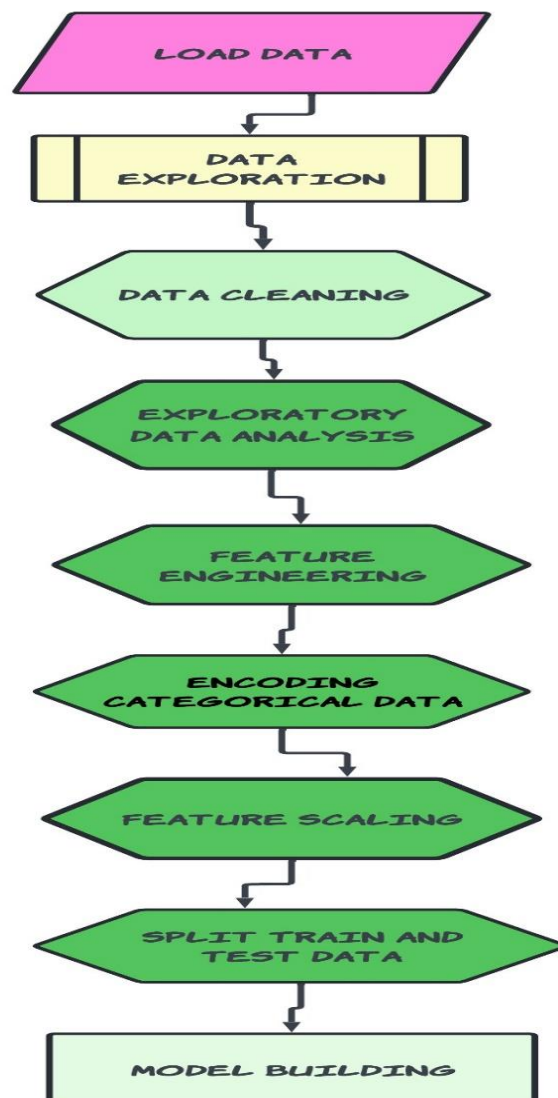 LOAD DATA
DATA
EXPLORATION
DATA CLEANING
EXPLORATORY
DATA ANALYSIS
FEATURE
ENGINEERING
ENCODING
CATEGORICAL DATA
FEATURE SCALING
SPLIT TRAIN AND
TEST DATA
MODEL BUILDING